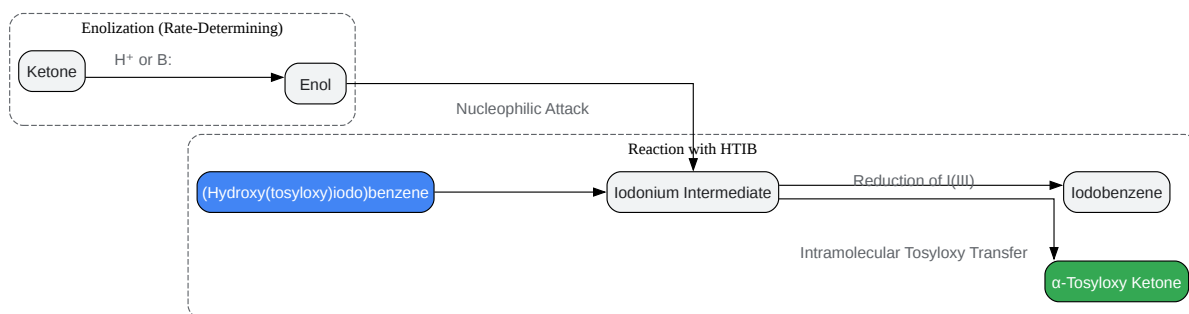 Enolization (Rate-Determining)
Ketone
H⁺ or B:
Enol
Nucleophilic Attack
Reaction with HTIB
(Hydroxy(tosyloxy)iodo)benzene
Iodonium Intermediate
Reduction of I(III)
Iodobenzene
Intramolecular Tosyloxy Transfer
α-Tosyloxy Ketone